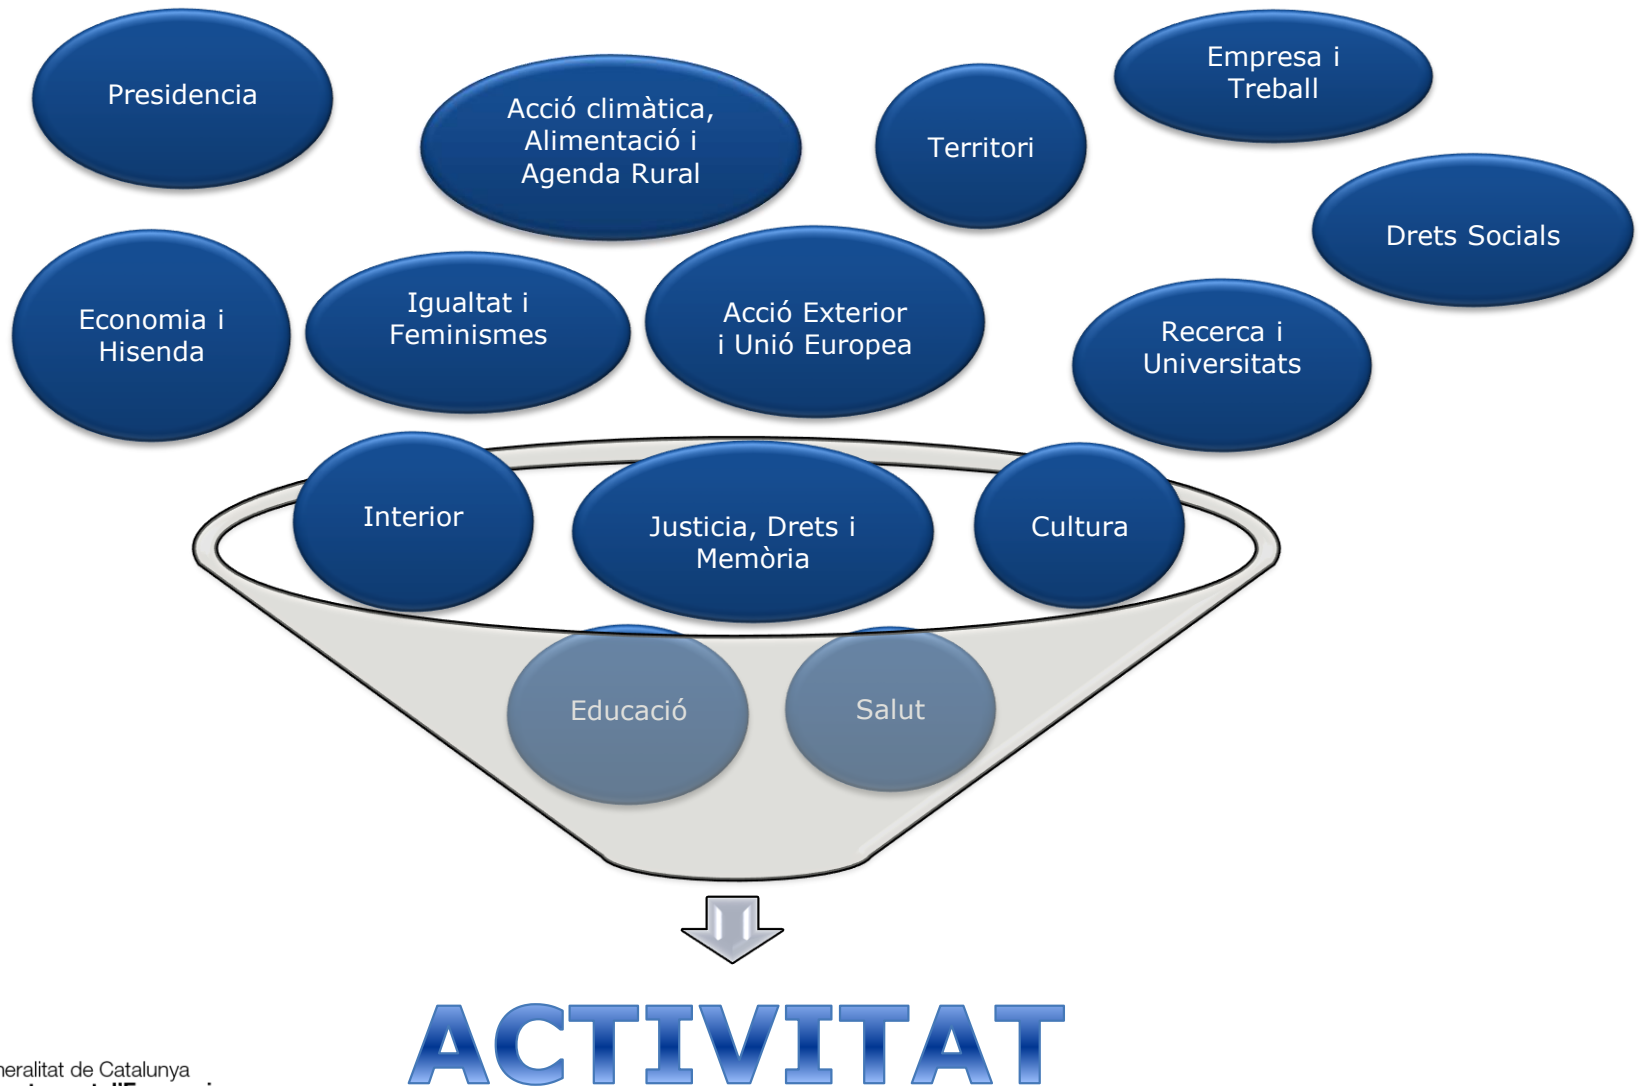 Presidencia
Acció climàtica,
Alimentació i
Agenda Rural
Territori
Empresa i
Treball
Drets Socials
Economia i
Hisenda
Igualtat i
Feminismes
Acció Exterior
i Unió Europea
Recerca i
Universitats
Interior
Justicia, Drets i
Memòria
Cultura
Educació
Salut
ACTIVITAT
de Catalunya